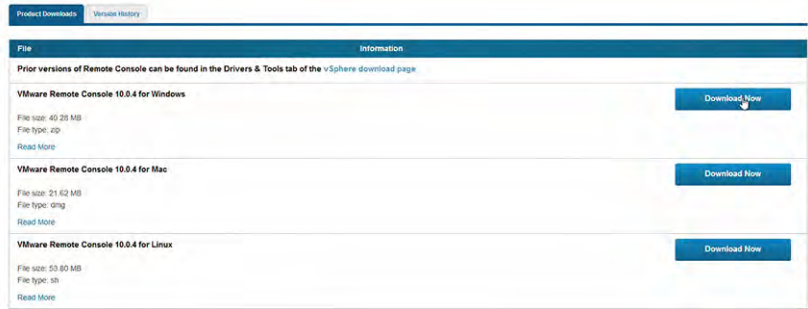 Product Downloads Version History
File Information
Prior versions of Remote Console can be found in the Drivers & Tools tab of the vSphere download page
VMware Remote Console 10.0.4 for Windows
Download Now
File size: 40.28 MB
File type: zip
Read More
VMware Remote Console 10.0.4 for Mac
Download Now
File size: 21.62 MB
File type: dmg
Read More
VMware Remote Console 10.0.4 for Linux
Download Now
File size: 53.80 MB
File type: sh
Read More